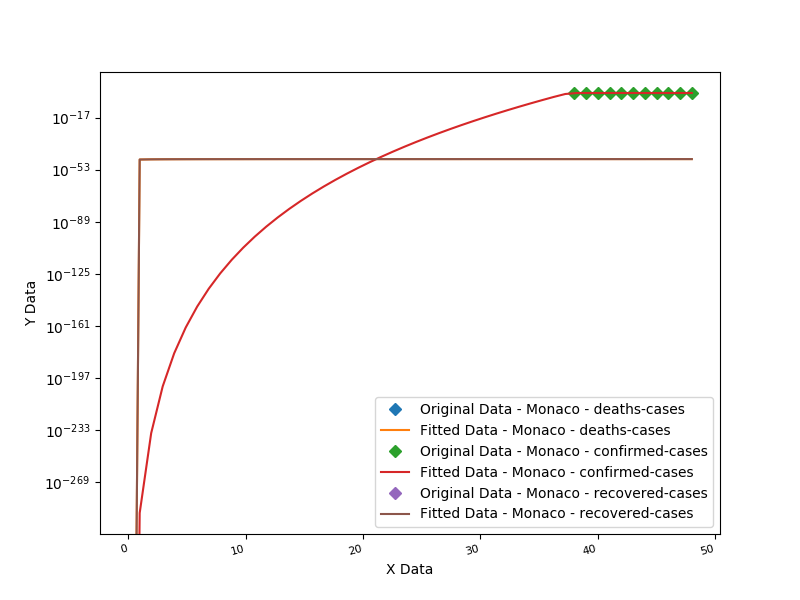 10⁻¹⁷
10⁻⁵³
10⁻⁸⁹
10⁻¹²⁵
10⁻¹⁶¹
10⁻¹⁹⁷
10⁻²³³
10⁻²⁶⁹
Y Data
Original Data - Monaco - deaths-cases
Fitted Data - Monaco - deaths-cases
Original Data - Monaco - confirmed-cases
Fitted Data - Monaco - confirmed-cases
Original Data - Monaco - recovered-cases
Fitted Data - Monaco - recovered-cases
0 10 20 30 40 50
X Data